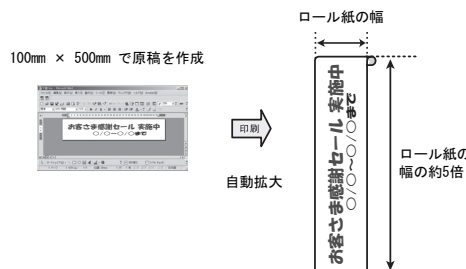 ロール紙の幅
100mm × 500mm で原稿を作成
お客さま感謝セール 実施中
○/○~○/○まで
印刷
自動拡大
お客さま感謝セール 実施中
○/○~○/○まで
ロール紙の
幅の約5倍